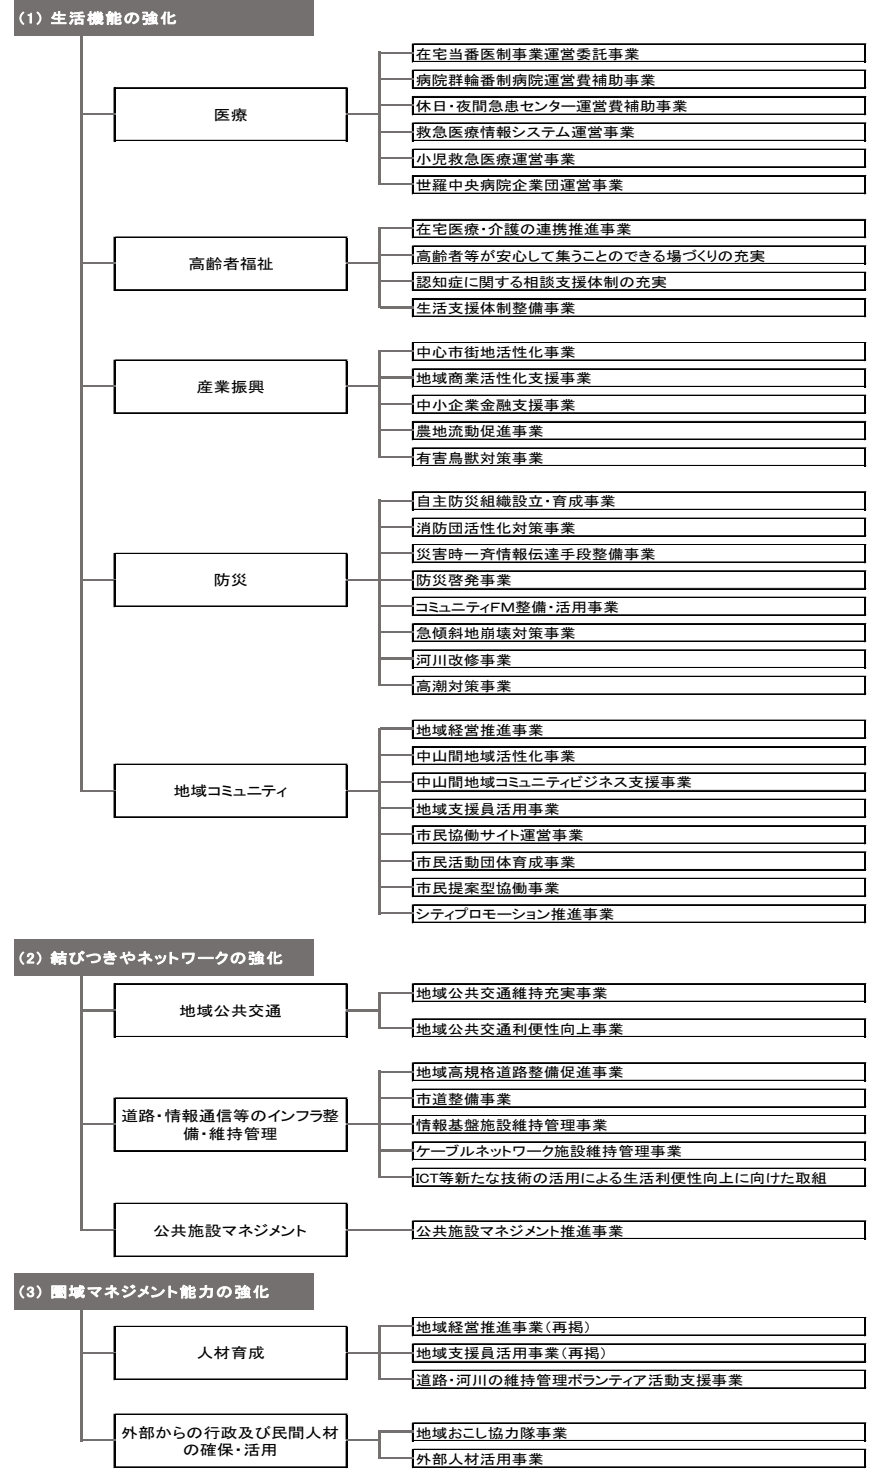 （1）生活機能の強化
医療
在宅当番医制事業運営委託事業
病院群輪番制病院運営費補助事業
休日・夜間急患センター運営費補助事業
救急医療情報システム運営事業
小児救急医療運営事業
世羅中央病院企業団運営事業
高齢者福祉
在宅医療・介護の連携推進事業
高齢者等が安心して集うことのできる場づくりの充実
認知症に関する相談支援体制の充実
生活支援体制整備事業
産業振興
中心市街地活性化事業
地域商業活性化支援事業
中小企業金融支援事業
農地流動促進事業
有害鳥獣対策事業
防災
自主防災組織設立・育成事業
消防団活性化対策事業
災害時一斉情報伝達手段整備事業
防災啓発事業
コミュニティFM整備・活用事業
急傾斜地崩壊対策事業
河川改修事業
高潮対策事業
地域コミュニティ
地域経営推進事業
中山間地域活性化事業
中山間地域コミュニティビジネス支援事業
地域支援員活用事業
市民協働サイト運営事業
市民活動団体育成事業
市民提案型協働事業
シティプロモーション推進事業
（2）結びつきやネットワークの強化
地域公共交通
地域公共交通維持充実事業
地域公共交通利便性向上事業
道路・情報通信等のインフラ整
備・維持管理
地域高規格道路整備促進事業
市道整備事業
情報基盤施設維持管理事業
ケーブルネットワーク施設維持管理事業
ICT等新たな技術の活用による生活利便性向上に向けた取組
公共施設マネジメント
公共施設マネジメント推進事業
（3）圏域マネジメント能力の強化
人材育成
地域経営推進事業（再掲）
地域支援員活用事業（再掲）
道路・河川の維持管理ボランティア活動支援事業
外部からの行政及び民間人材
の確保・活用
地域おこし協力隊事業
外部人材活用事業